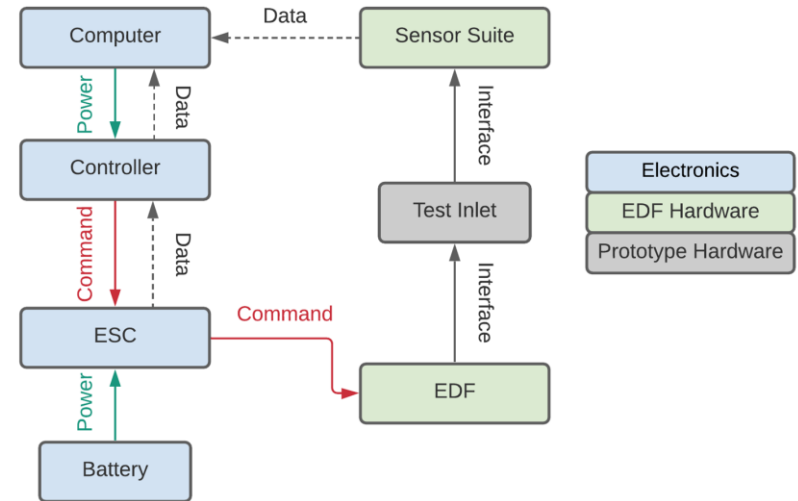 Data
Computer
Sensor Suite
Power
Data
Interface
Controller
Electronics
Test Inlet
EDF Hardware
Command
Data
Prototype Hardware
Interface
Command
ESC
EDF
Power
Battery